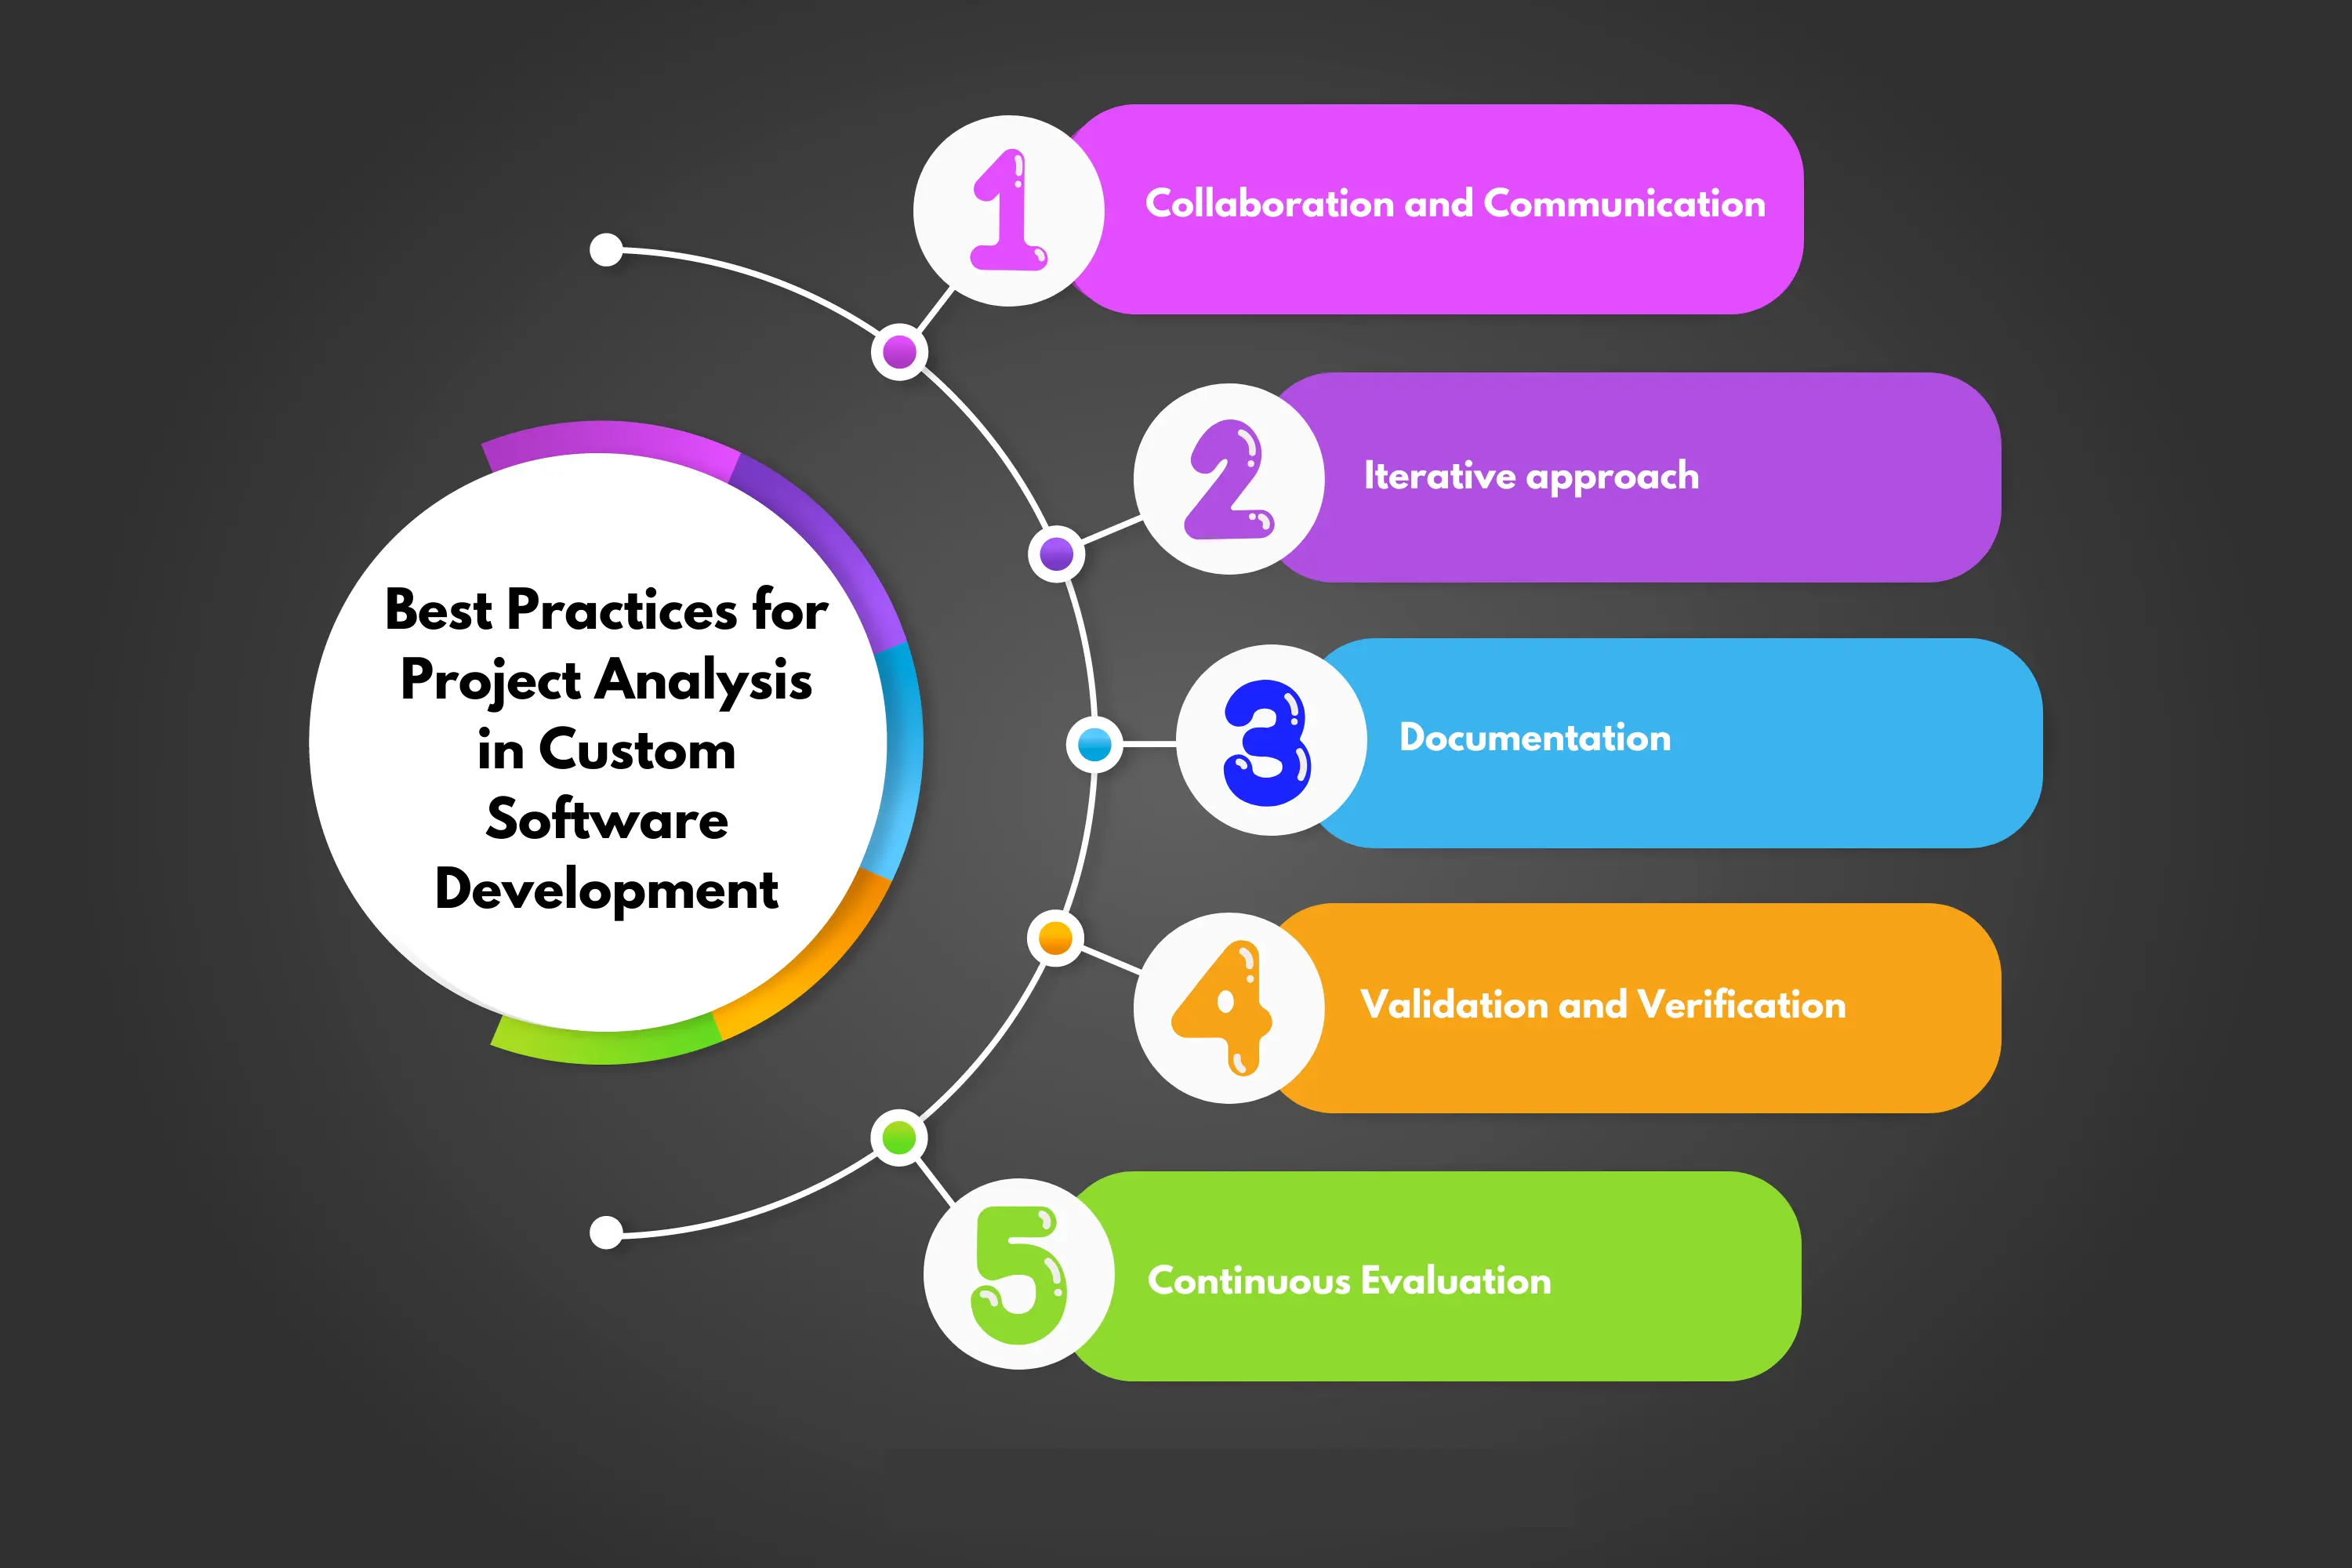 Best Practices for
Project Analysis
in Custom
Software
Development
1
Collaboration and Communication
2
Iterative approach
3
Documentation
4
Validation and Verification
5
Continuous Evaluation